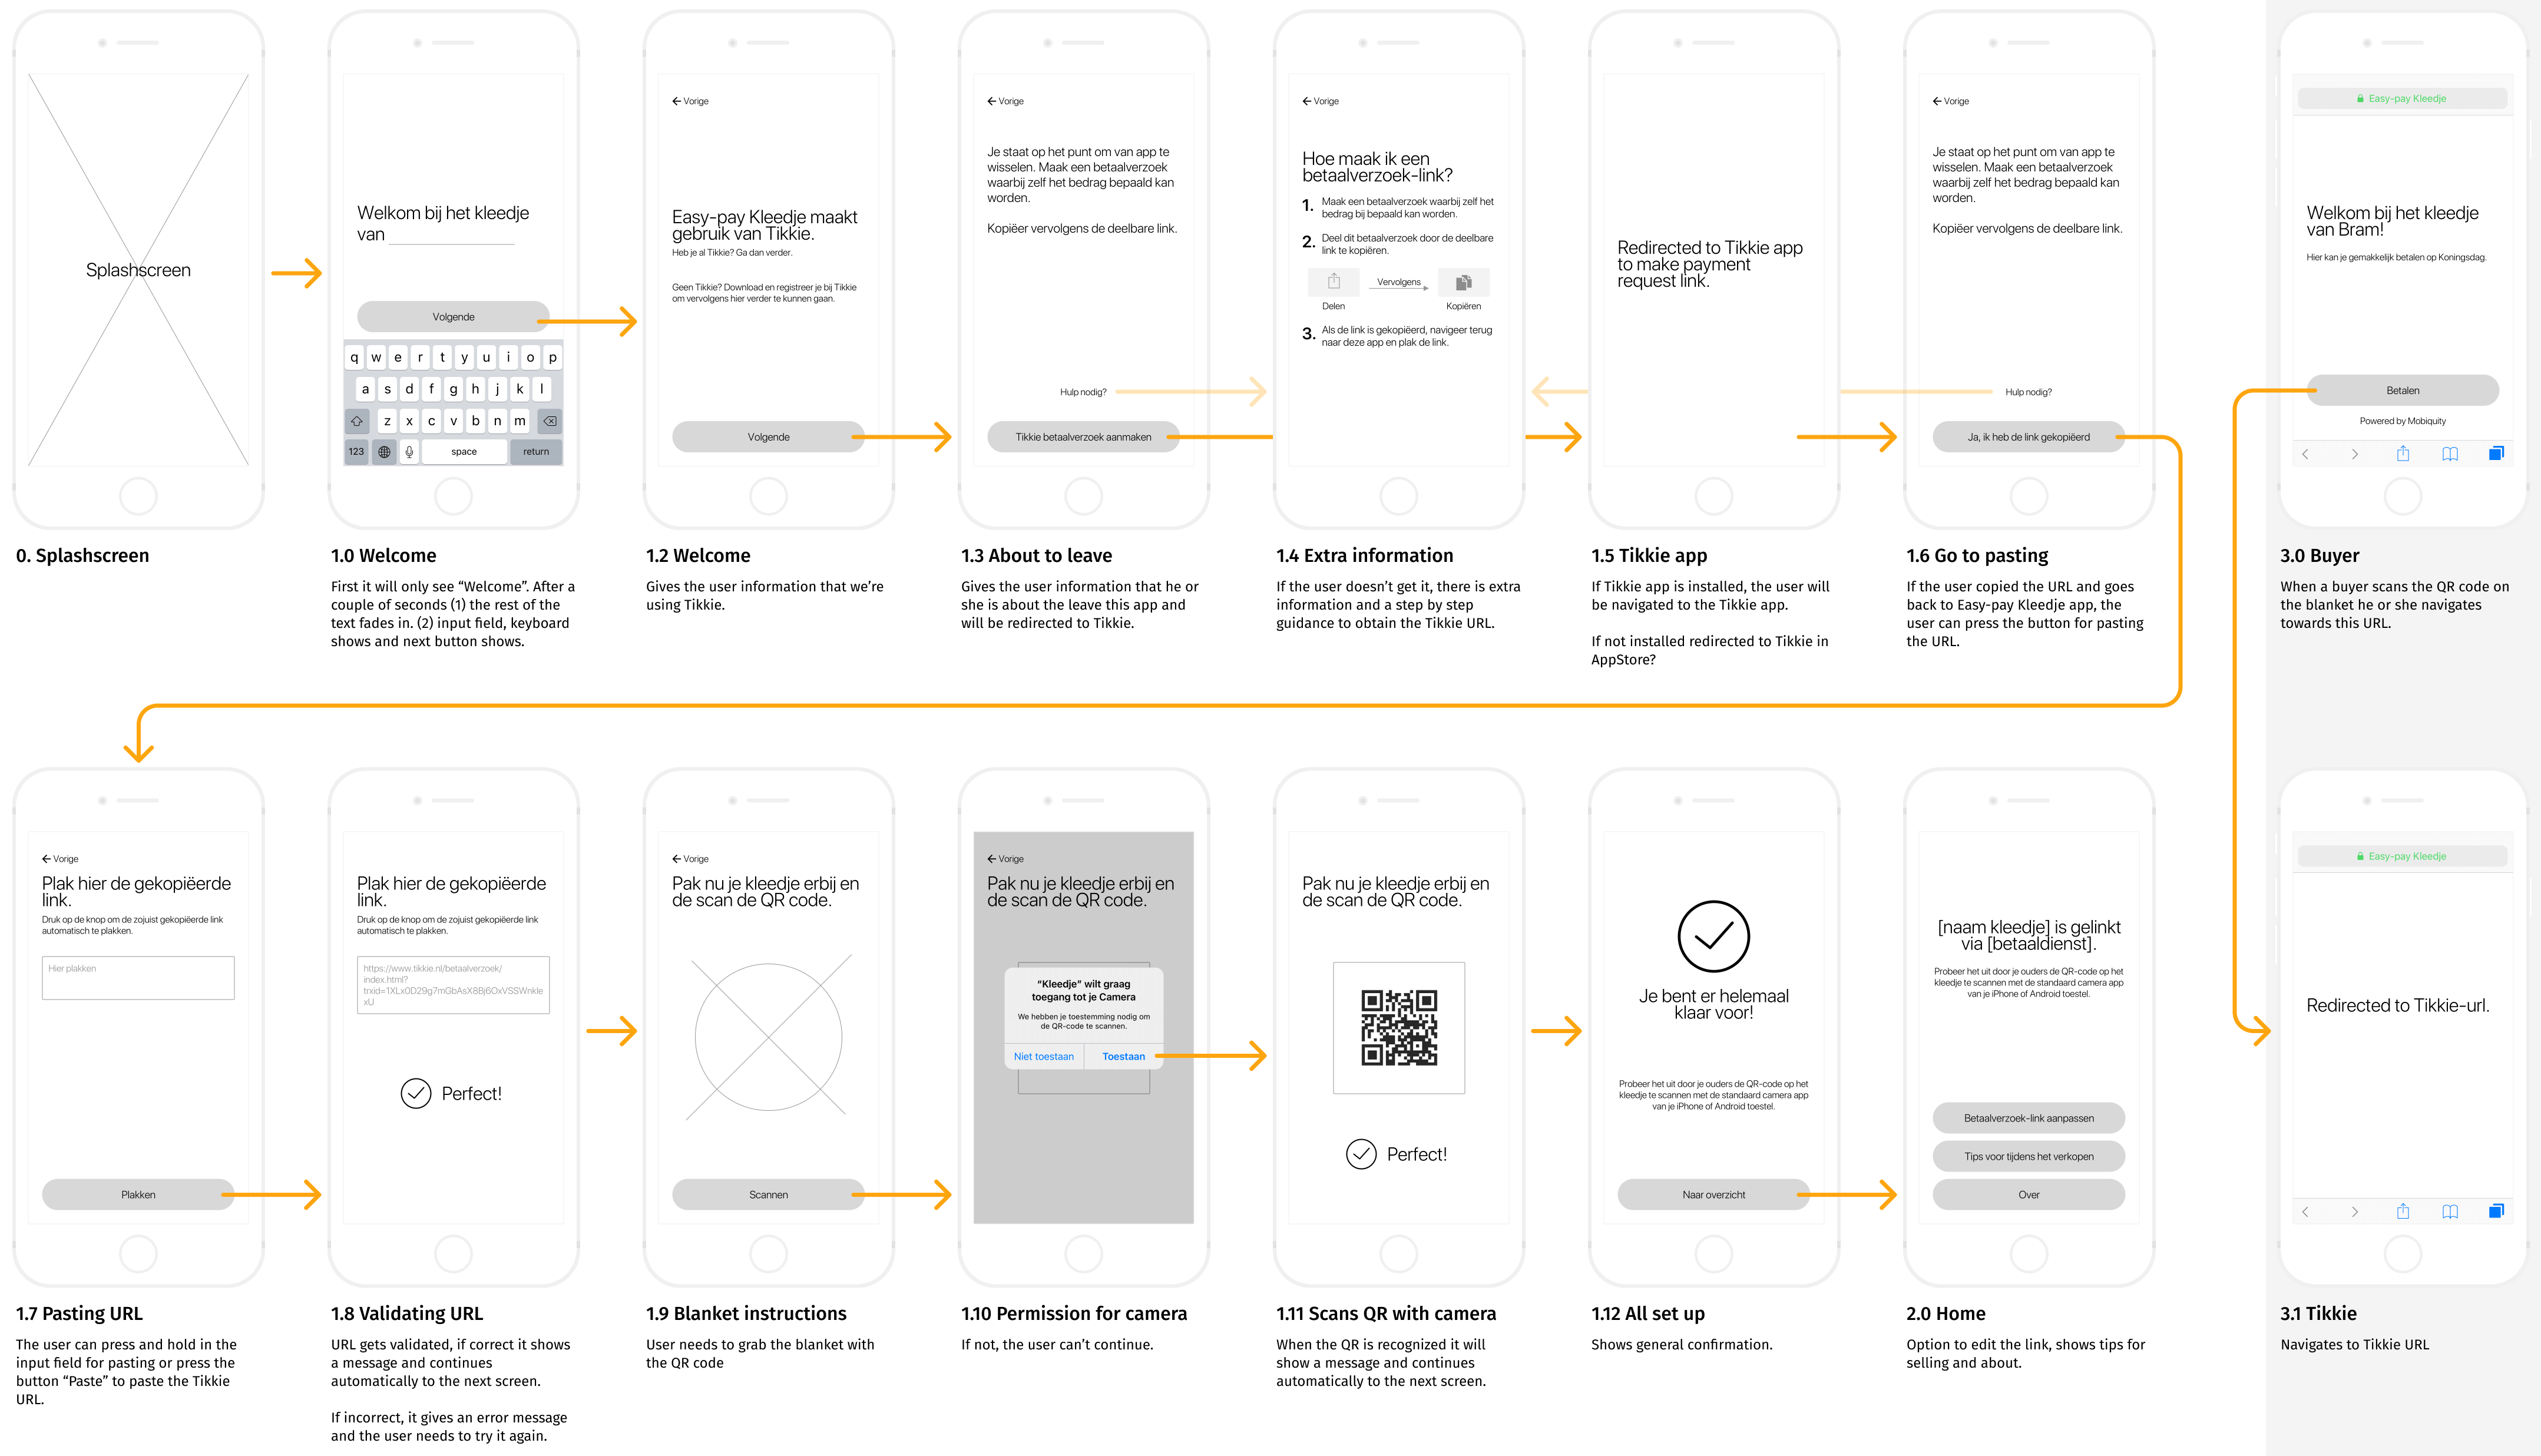 Splashscreen
0. Splashscreen
Welkom bij het kleedje
van
Volgende
q w e r t y u i o p
a s d f g h j k l
z x c v b n m
123 space return
1.0 Welcome
First it will only see “Welcome”. After a
couple of seconds (1) the rest of the
text fades in. (2) input field, keyboard
shows and next button shows.
Vorige
Easy-pay Kleedje maakt
gebruik van Tikkie.
Heb je al Tikkie? Ga dan verder.
Geen Tikkie? Download en registreer je bij Tikkie
om vervolgens hier verder te kunnen gaan.
Volgende
1.2 Welcome
Gives the user information that we’re
using Tikkie.
Vorige
Je staat op het punt om van app te
wisselen. Maak een betaalverzoek
waarbij zelf het bedrag bepaald kan
worden.
Kopiëer vervolgens de deelbare link.
Hulp nodig?
Tikkie betaalverzoek aanmaken
1.3 About to leave
Gives the user information that he or
she is about the leave this app and
will be redirected to Tikkie.
Vorige
Hoe maak ik een
betaalverzoek-link?
1. Maak een betaalverzoek waarbij zelf het
bedrag bij bepaald kan worden.
2. Deel dit betaalverzoek door de deelbare
link te kopiëren.
Vervolgens
Delen Kopiëren
3. Als de link is gekopiëerd, navigeer terug
naar deze app en plak de link.
1.4 Extra information
If the user doesn’t get it, there is extra
information and a step by step
guidance to obtain the Tikkie URL.
Redirected to Tikkie app
to make payment
request link.
1.5 Tikkie app
If Tikkie app is installed, the user will
be navigated to the Tikkie app.
If not installed redirected to Tikkie in
AppStore?
Vorige
Je staat op het punt om van app te
wisselen. Maak een betaalverzoek
waarbij zelf het bedrag bepaald kan
worden.
Kopiëer vervolgens de deelbare link.
Hulp nodig?
Ja, ik heb de link gekopiëerd
1.6 Go to pasting
If the user copied the URL and goes
back to Easy-pay Kleedje app, the
user can press the button for pasting
the URL.
Easy-pay Kleedje
Welkom bij het kleedje
van Bram!
Hier kan je gemakkelijk betalen op Koningsdag.
Betalen
Powered by Mobiquity
3.0 Buyer
When a buyer scans the QR code on
the blanket he or she navigates
towards this URL.
Vorige
Plak hier de gekopiëerde
link.
Druk op de knop om de zojuist gekopiëerde link
automatisch te plakken.
Hier plakken
Plakken
1.7 Pasting URL
The user can press and hold in the
input field for pasting or press the
button “Paste” to paste the Tikkie
URL.
Plak hier de gekopiëerde
link.
Druk op de knop om de zojuist gekopiëerde link
automatisch te plakken.
https://www.tikkie.nl/betaalverzoek/
index.html?
trxid=1XLx0D29g7mGbAsX8Bj6OxVSSWnkle
xU
Perfect!
1.8 Validating URL
URL gets validated, if correct it shows
a message and continues
automatically to the next screen.
If incorrect, it gives an error message
and the user needs to try it again.
Vorige
Pak nu je kleedje erbij en
de scan de QR code.
Scannen
1.9 Blanket instructions
User needs to grab the blanket with
the QR code
Vorige
Pak nu je kleedje erbij en
de scan de QR code.
“Kleedje” wilt graag
toegang tot je Camera
We hebben je toestemming nodig om
de QR-code te scannen.
Niet toestaan Toestaan
1.10 Permission for camera
If not, the user can’t continue.
Pak nu je kleedje erbij en
de scan de QR code.
Perfect!
1.11 Scans QR with camera
When the QR is recognized it will
show a message and continues
automatically to the next screen.
Je bent er helemaal
klaar voor!
Probeer het uit door je ouders de QR-code op het
kleedje te scannen met de standaard camera app
van je iPhone of Android toestel.
Naar overzicht
1.12 All set up
Shows general confirmation.
[naam kleedje] is gelinkt
via [betaaldienst].
Probeer het uit door je ouders de QR-code op het
kleedje te scannen met de standaard camera app
van je iPhone of Android toestel.
Betaalverzoek-link aanpassen
Tips voor tijdens het verkopen
Over
2.0 Home
Option to edit the link, shows tips for
selling and about.
Easy-pay Kleedje
Redirected to Tikkie-url.
3.1 Tikkie
Navigates to Tikkie URL